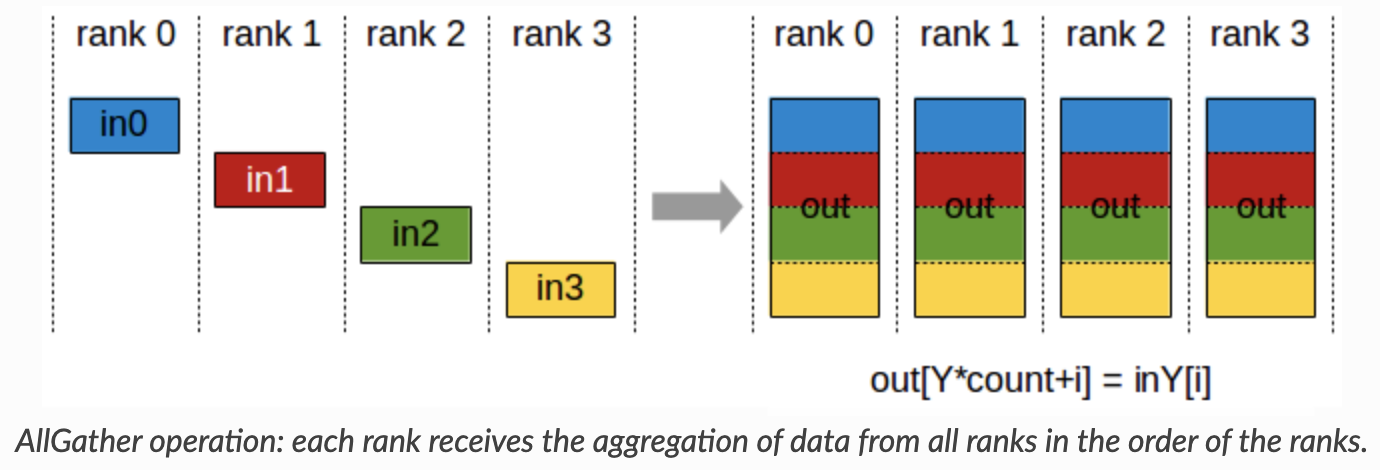 rank 0 rank 1 rank 2 rank 3 rank 0 rank 1 rank 2 rank 3
in0
in1
out out out out
in2
in3
out[Y*count+i] = inY[i]
AllGather operation: each rank receives the aggregation of data from all ranks in the order of the ranks.